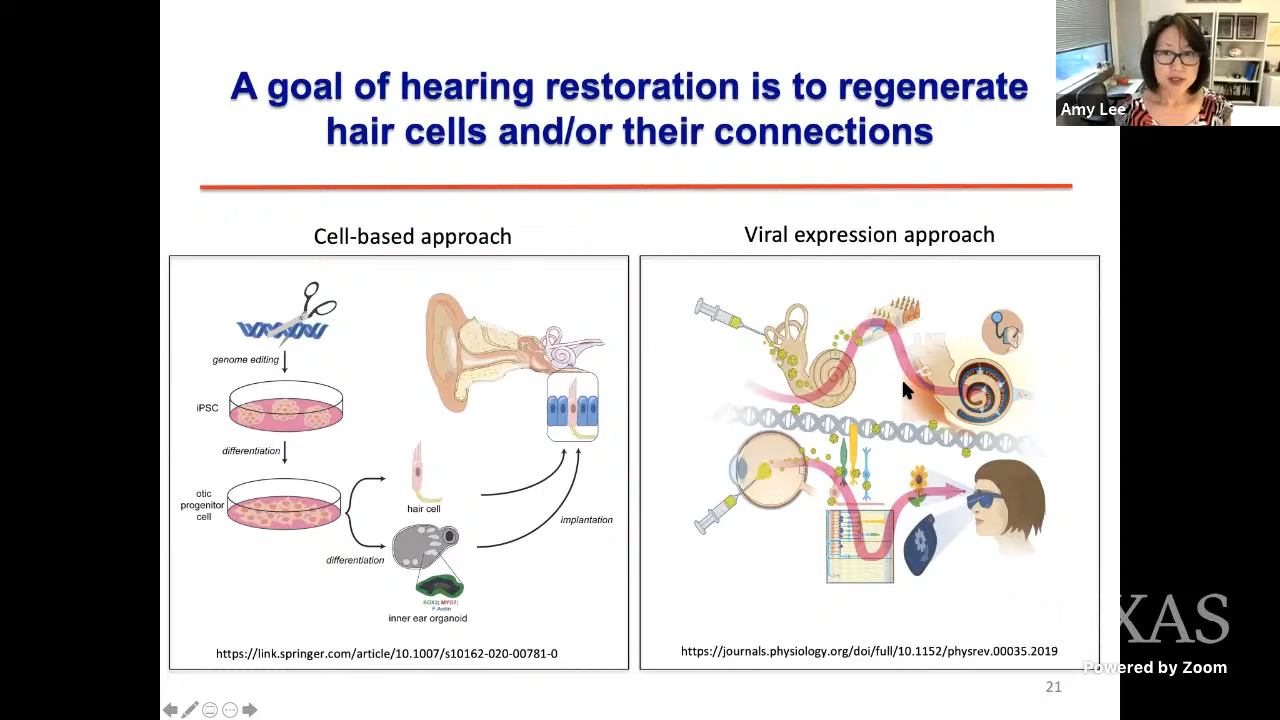 A goal of hearing restoration is to regenerate
hair cells and/or their connections
Amy Lee
Cell-based approach
genome editing
iPSC
differentiation
otic
progenitor
cell
hair cell
implantation
differentiation
SOX2| MYO7|
F-Actin
inner ear organoid
https://link.springer.com/article/10.1007/s10162-020-00781-0
Viral expression approach
https://journals.physiology.org/doi/full/10.1152/physrev.00035.2019
XAS
Powered by Zoom
21